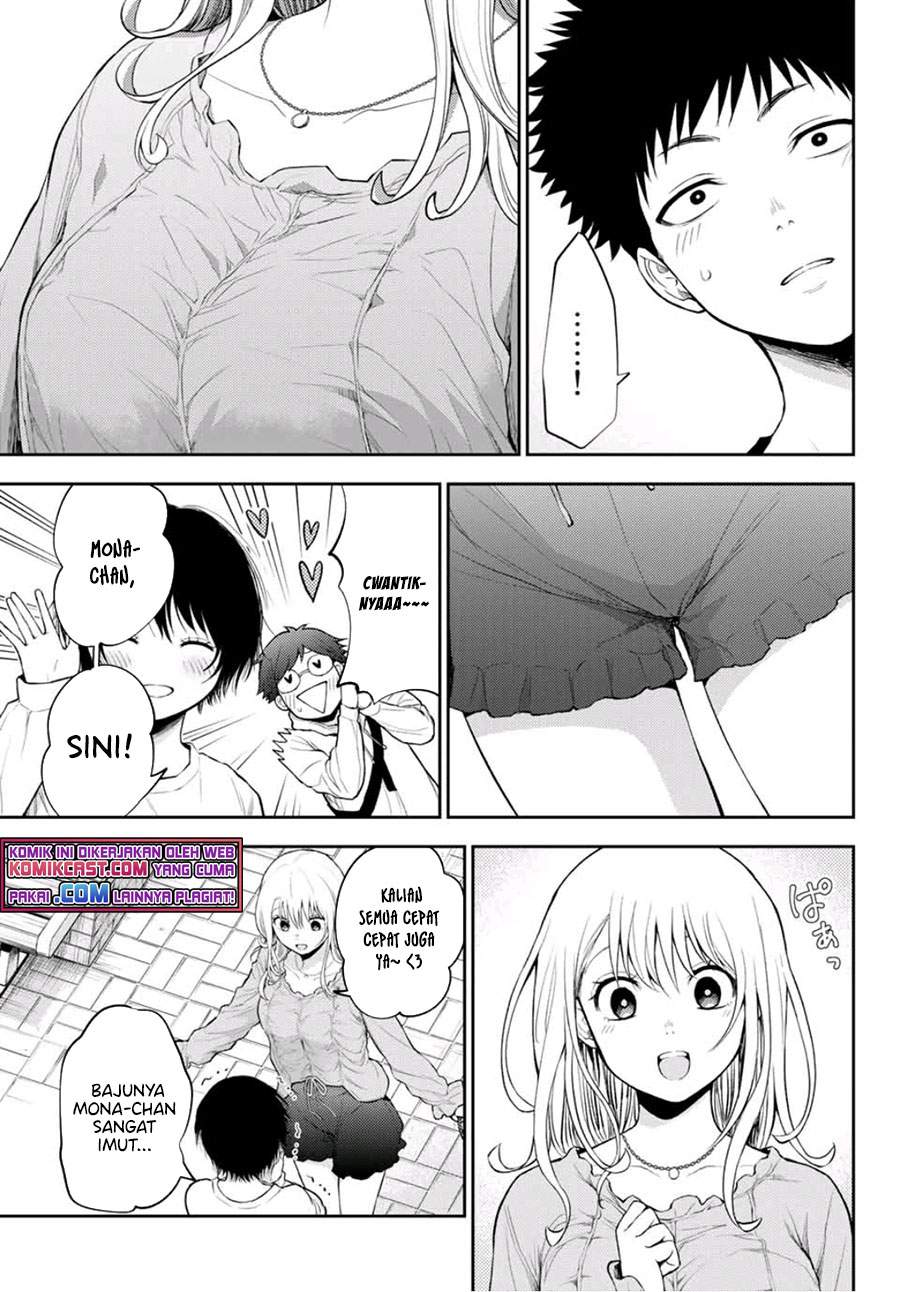 ………!
MONA-
CHAN,
SINI!
CWANTIK-
NYAAA~~~
ぱぁっ
KALIAN
SEMUA CEPAT
CEPAT JUGA
YA~ <3
BAJUNYA
MONA-CHAN
SANGAT
IMUT...
KOMIK INI DIKERJAKAN OLEH WEB
KOMIKCAST.COM YANG CUMA
PAKAI .COM LAINNYA PLAGIAT!